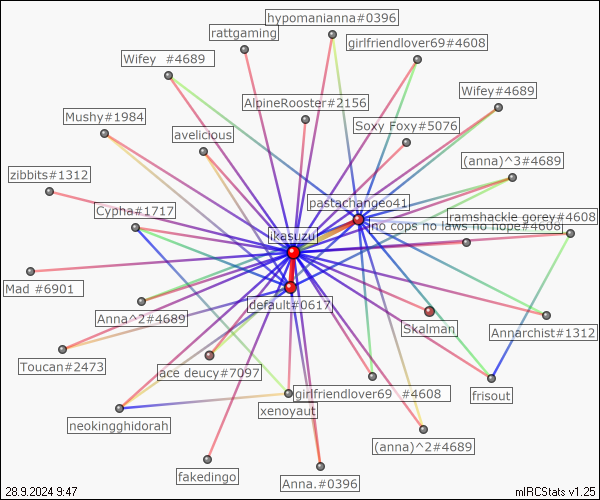 hypomanianna#0396
rattgaming
girlfriendlover69#4608
Wifey  #4689
Wifey#4689
AlpineRooster#2156
Mushy#1984
Soxy Foxy#5076
avelicious
(anna)^3#4689
zibbits#1312
pastachangeo41
Cypha#1717
ramshackle gorey#4608
no cops no laws no hope#4608
ikasuzu
Mad #6901
default#0617
Anna^2#4689
Skalman
Annarchist#1312
Toucan#2473
ace deucy#7097
girlfriendlover69  #4608
frisout
xenoyaut
neokingghidorah
(anna)^2#4689
fakedingo
Anna.#0396
28.9.2024 9:47
mIRCStats v1.25